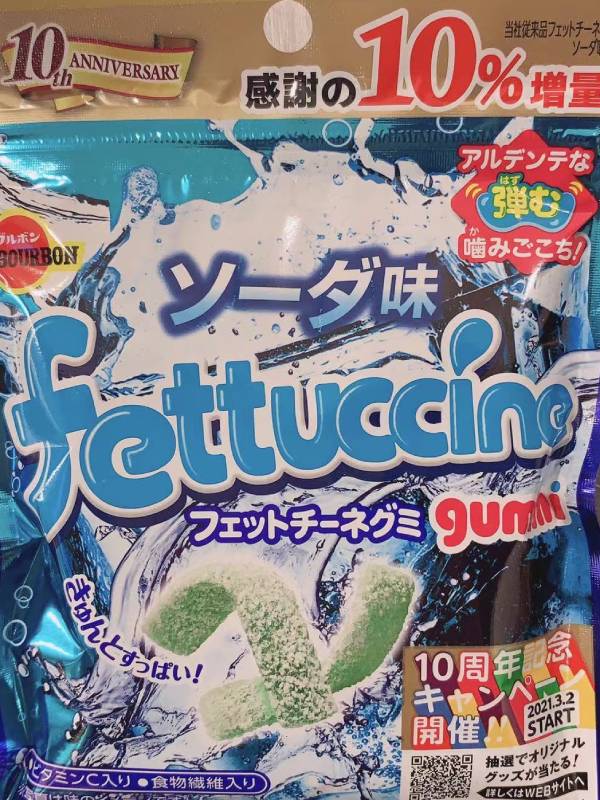 10th ANNIVERSARY
感謝の10%増量
当社従来品フェットチーネ
アルデンテな
はず
弾む
か
噛みごこち!
ブルボン
BOURBON
ソーダ味
fettuccine
フェットチーネグミ
gummi
きゅんとすっぱい!
10周年記念
キャンペーン
開催!!
2021.3.2
START
抽選でオリジナル
グッズが当たる!
詳しくはWEBサイトへ
ビタミンC入り●食物繊維入り